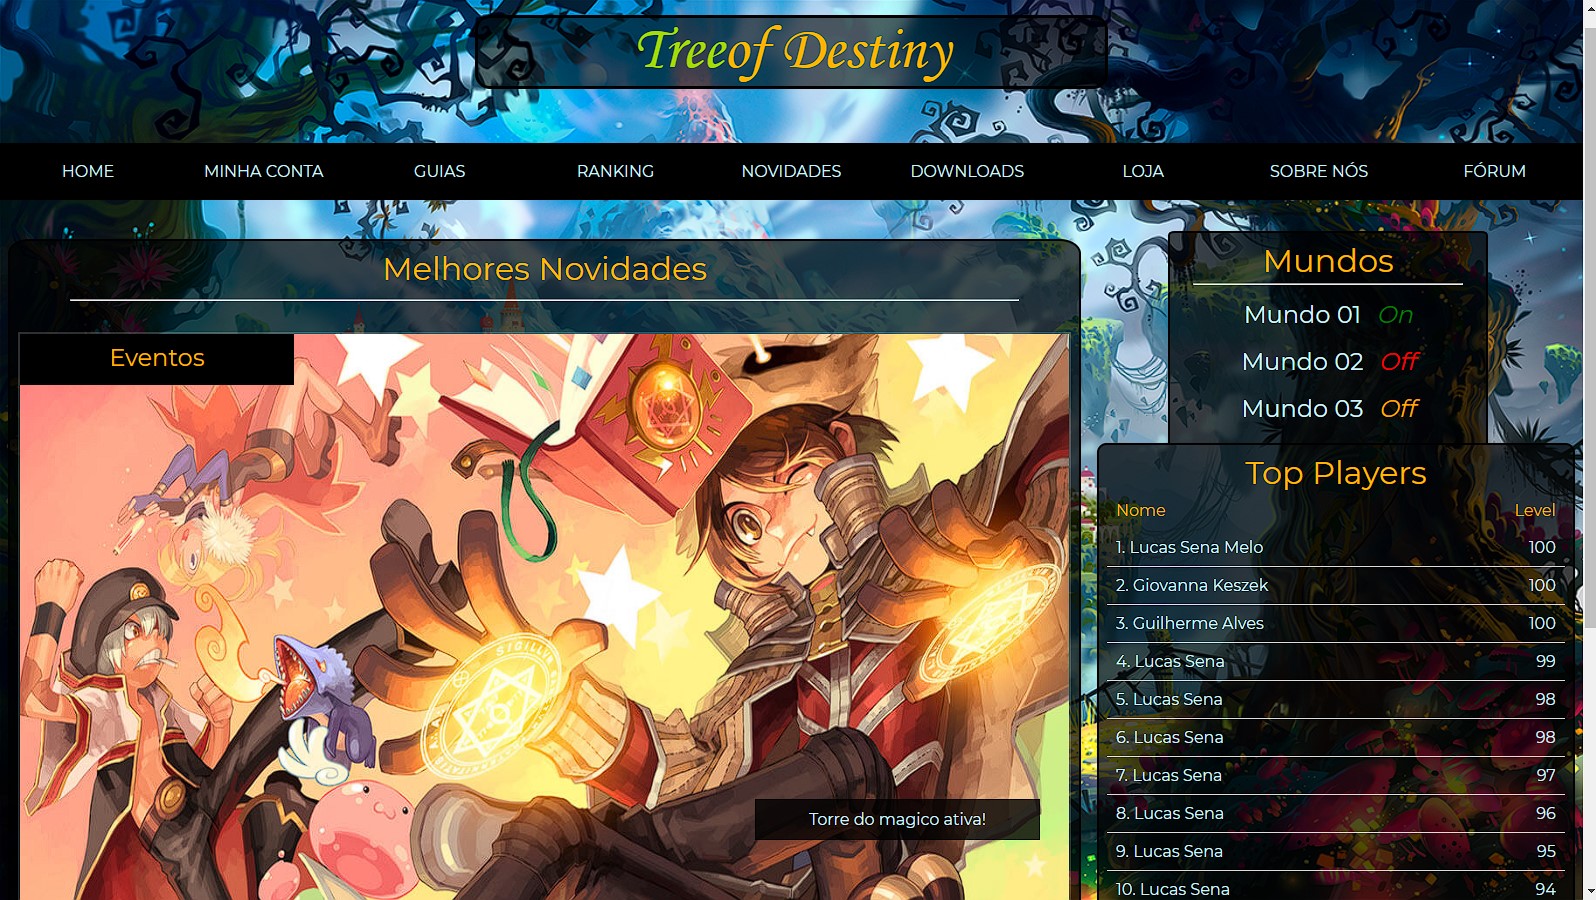 Treeof Destiny
HOME MINHA CONTA GUIAS RANKING NOVIDADES DOWNLOADS LOJA SOBRE NÓS FÓRUM
Melhores Novidades
Eventos
SIGILLUM
Torre do magico ativa!
Mundos
Mundo 01 On
Mundo 02 Off
Mundo 03 Off
Top Players
Nome Level
1. Lucas Sena Melo 100
2. Giovanna Keszek 100
3. Guilherme Alves 100
4. Lucas Sena 99
5. Lucas Sena 98
6. Lucas Sena 98
7. Lucas Sena 97
8. Lucas Sena 96
9. Lucas Sena 95
10. Lucas Sena 94